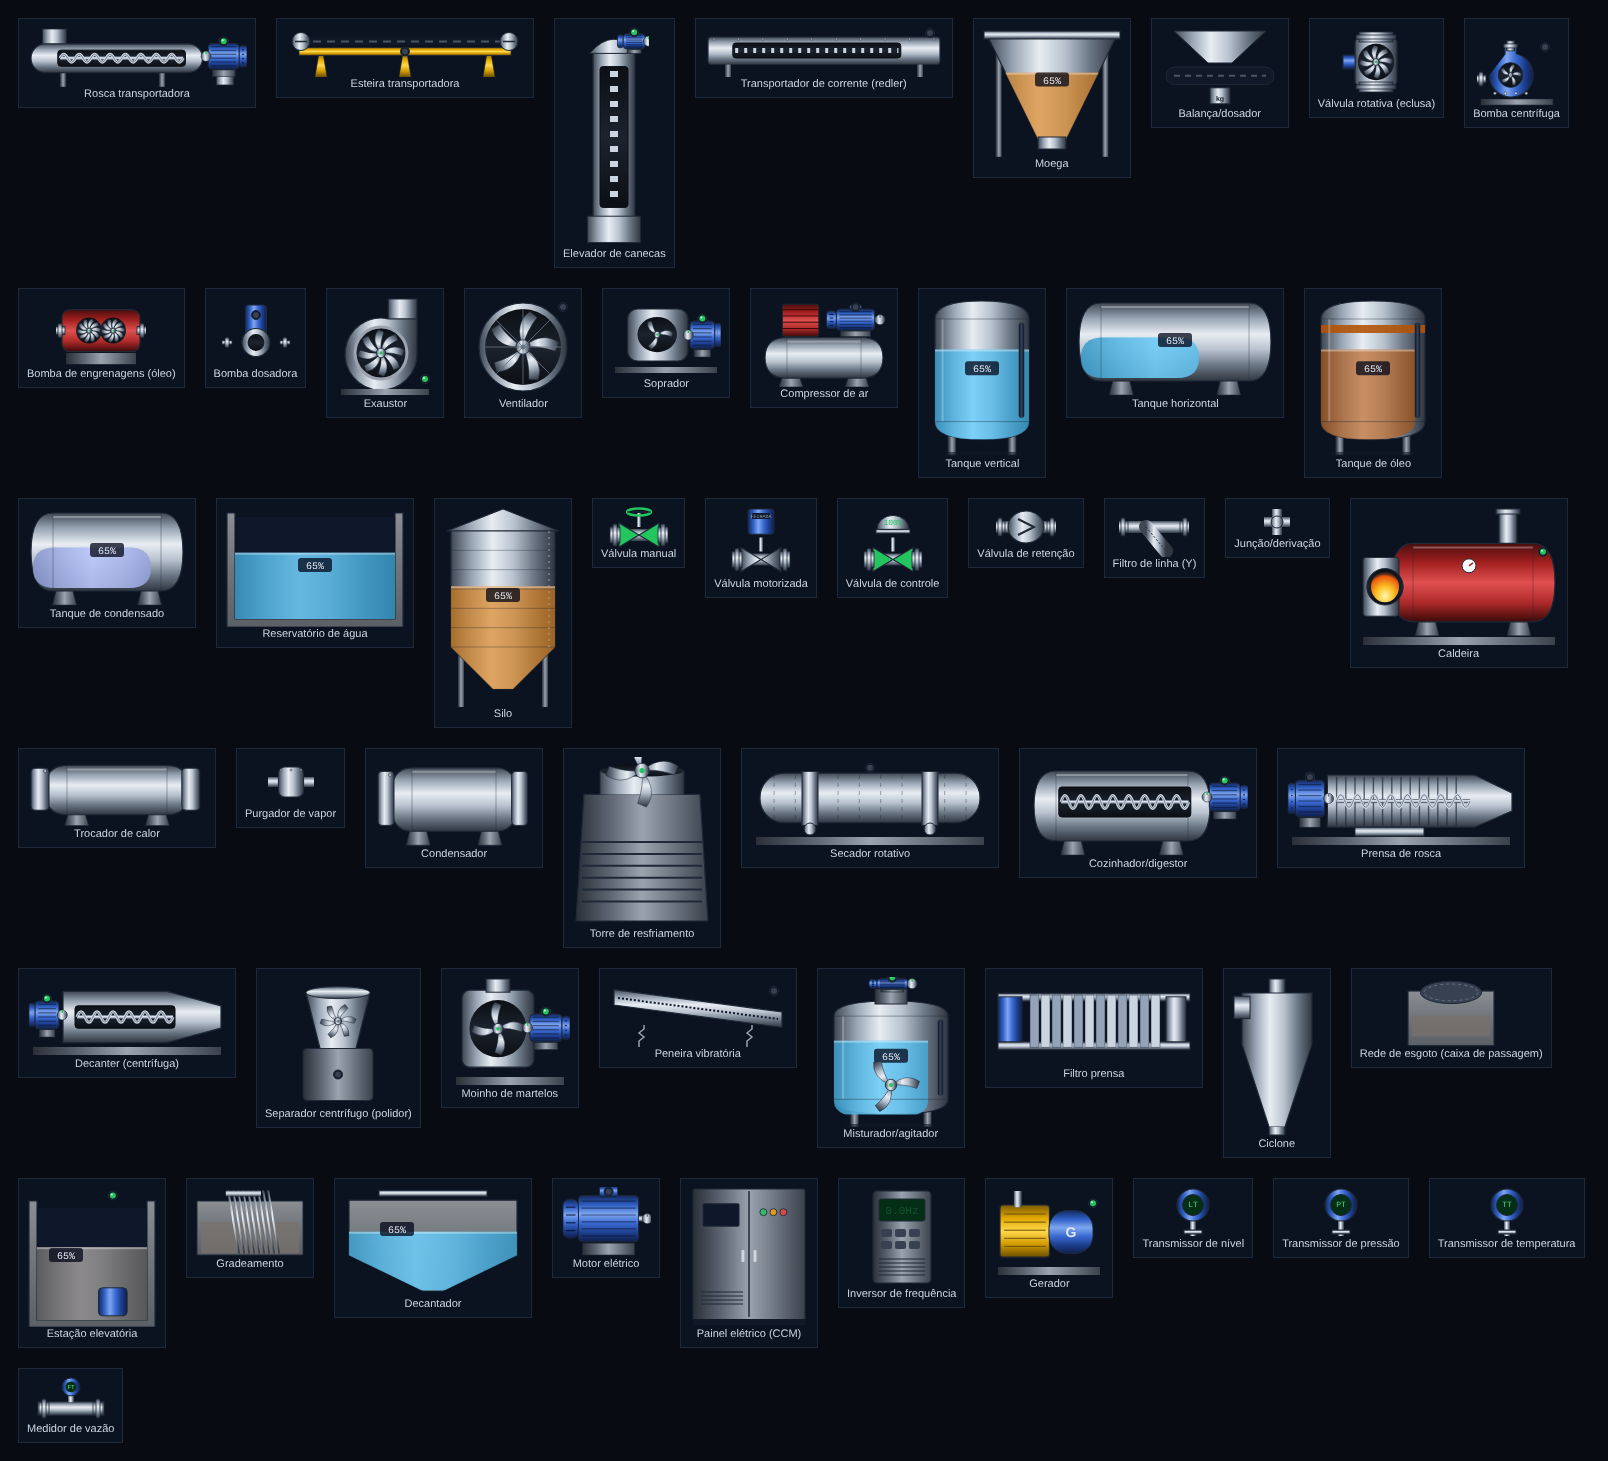 Rosca transportadora
Esteira transportadora
Elevador de canecas
Transportador de corrente (redler)
65%
Moega
kg
Balança/dosador
Válvula rotativa (eclusa)
Bomba centrífuga
Bomba de engrenagens (óleo)
Bomba dosadora
Exaustor
Ventilador
Soprador
Compressor de ar
65%
Tanque vertical
65%
Tanque horizontal
65%
Tanque de óleo
65%
Tanque de condensado
65%
Reservatório de água
65%
Silo
Válvula manual
FECHADA
Válvula motorizada
100%
Válvula de controle
Válvula de retenção
Filtro de linha (Y)
Junção/derivação
Caldeira
Trocador de calor
Purgador de vapor
Condensador
Torre de resfriamento
Secador rotativo
Cozinhador/digestor
Prensa de rosca
Decanter (centrífuga)
Separador centrífugo (polidor)
Moinho de martelos
Peneira vibratória
65%
Misturador/agitador
Filtro prensa
Ciclone
Rede de esgoto (caixa de passagem)
65%
Estação elevatória
Gradeamento
65%
Decantador
Motor elétrico
Painel elétrico (CCM)
0.0Hz
Inversor de frequência
G
Gerador
LT
Transmissor de nível
PT
Transmissor de pressão
TT
Transmissor de temperatura
FT
Medidor de vazão